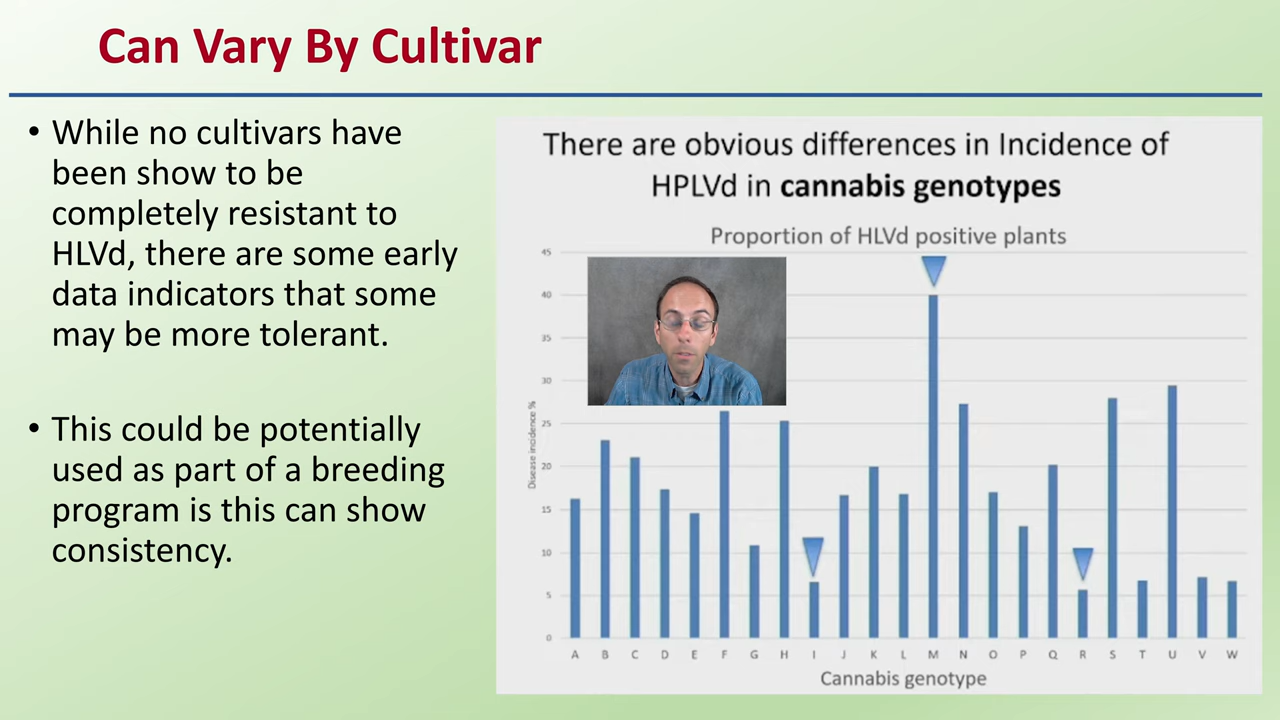 Can Vary By Cultivar
• While no cultivars have
been show to be
completely resistant to
HLVd, there are some early
data indicators that some
may be more tolerant.
• This could be potentially
used as part of a breeding
program is this can show
consistency.
There are obvious differences in Incidence of
HPLVd in cannabis genotypes
Proportion of HLVd positive plants
45
40
35
30
25
20
15
10
5
0
Disease incidence %
A B C D E F G H I J K L M N O P Q R S T U V W
Cannabis genotype